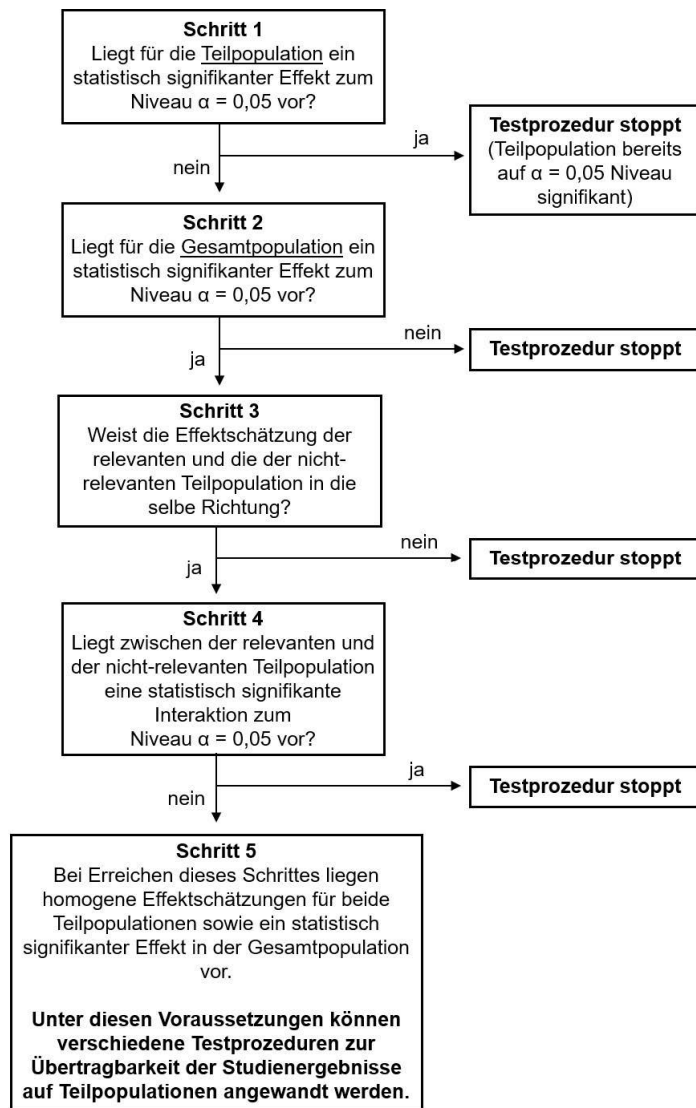 Schritt 1
Liegt für die Teilpopulation ein
statistisch signifikanter Effekt zum
Niveau α = 0,05 vor?
ja
nein
Testprozedur stoppt
(Teilpopulation bereits
auf α = 0,05 Niveau
signifikant)
Schritt 2
Liegt für die Gesamtpopulation ein
statistisch signifikanter Effekt zum
Niveau α = 0,05 vor?
nein
ja
Testprozedur stoppt
Schritt 3
Weist die Effektschätzung der
relevanten und die der nicht-
relevanten Teilpopulation in die
selbe Richtung?
nein
ja
Testprozedur stoppt
Schritt 4
Liegt zwischen der relevanten und
der nicht-relevanten Teilpopulation
eine statistisch signifikante
Interaktion zum
Niveau α = 0,05 vor?
ja
nein
Testprozedur stoppt
Schritt 5
Bei Erreichen dieses Schrittes liegen
homogene Effektschätzungen für beide
Teilpopulationen sowie ein statistisch
signifikanter Effekt in der Gesamtpopulation
vor.
Unter diesen Voraussetzungen können
verschiedene Testprozeduren zur
Übertragbarkeit der Studienergebnisse
auf Teilpopulationen angewandt werden.